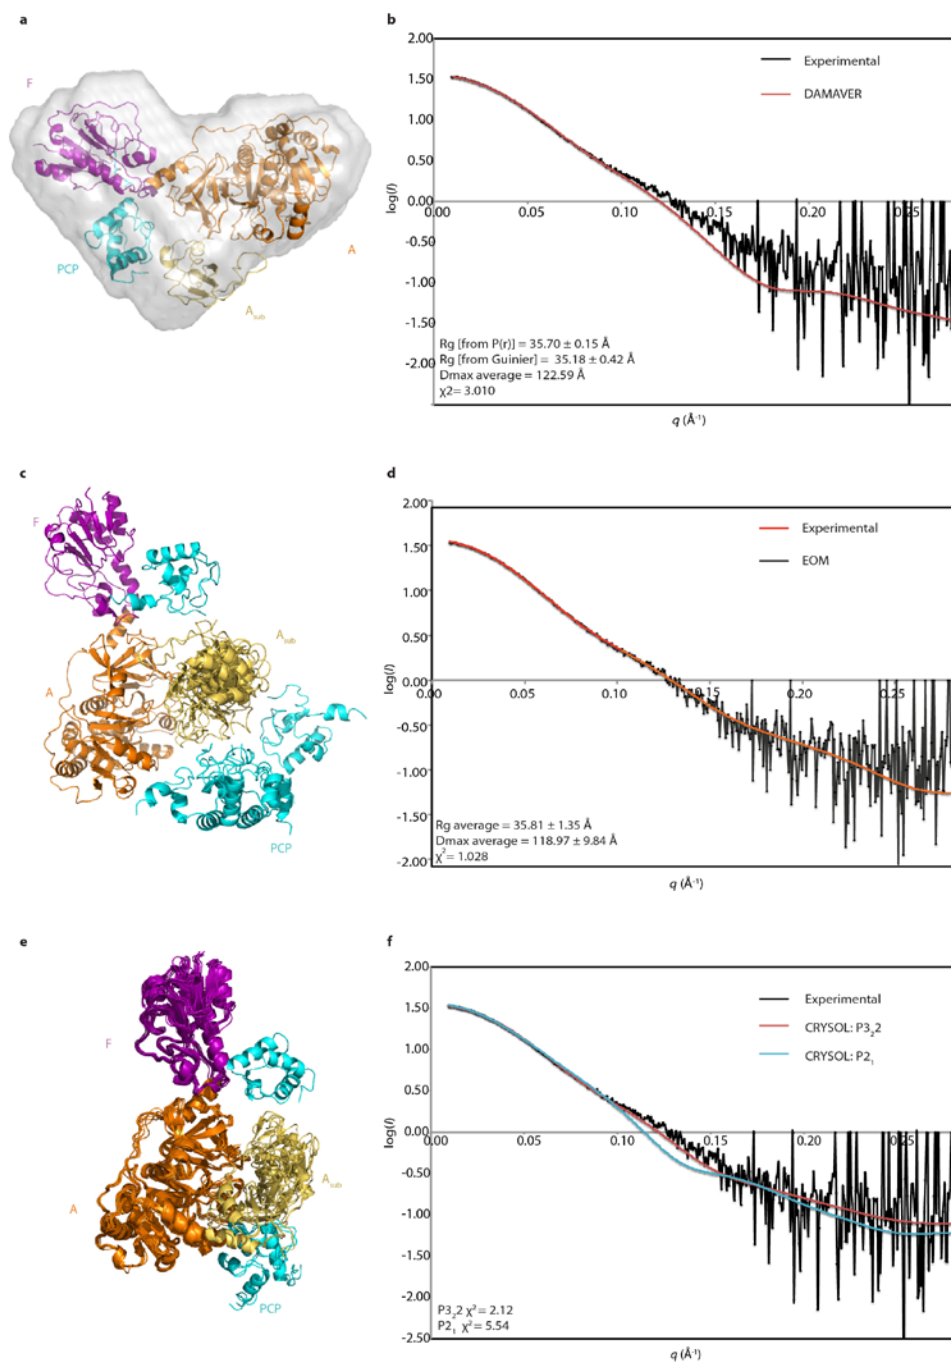 a
F
PCP
A
A sub
b
2.00
1.50
1.00
0.50
0.00
-0.50
-1.00
-1.50
-2.00
log(I)
0.00 0.05 0.10 0.15 0.20 0.25
Experimental
DAMAVER
Rg [from P(r)] = 35.70 ± 0.15 Å
Rg [from Guinier] = 35.18 ± 0.42 Å
Dmax average = 122.59 Å
χ2= 3.010
q (Å⁻¹)
c
F
A sub
A
PCP
d
2.00
1.50
1.00
0.50
0.00
-0.50
-1.00
-1.50
-2.00
log(I)
0.00 0.05 0.10 0.15 0.20 0.25
Experimental
EOM
Rg average = 35.81 ± 1.35 Å
Dmax average = 118.97 ± 9.84 Å
χ² = 1.028
q (Å⁻¹)
e
F
A sub
A
PCP
f
2.00
1.50
1.00
0.50
0.00
-0.50
-1.00
-1.50
-2.00
-2.50
log(I)
0.00 0.05 0.10 0.15 0.20 0.25
Experimental
CRYSOL: P3₂2
CRYSOL: P2₁
P3₂2 χ² = 2.12
P2₁ χ² = 5.54
q (Å⁻¹)